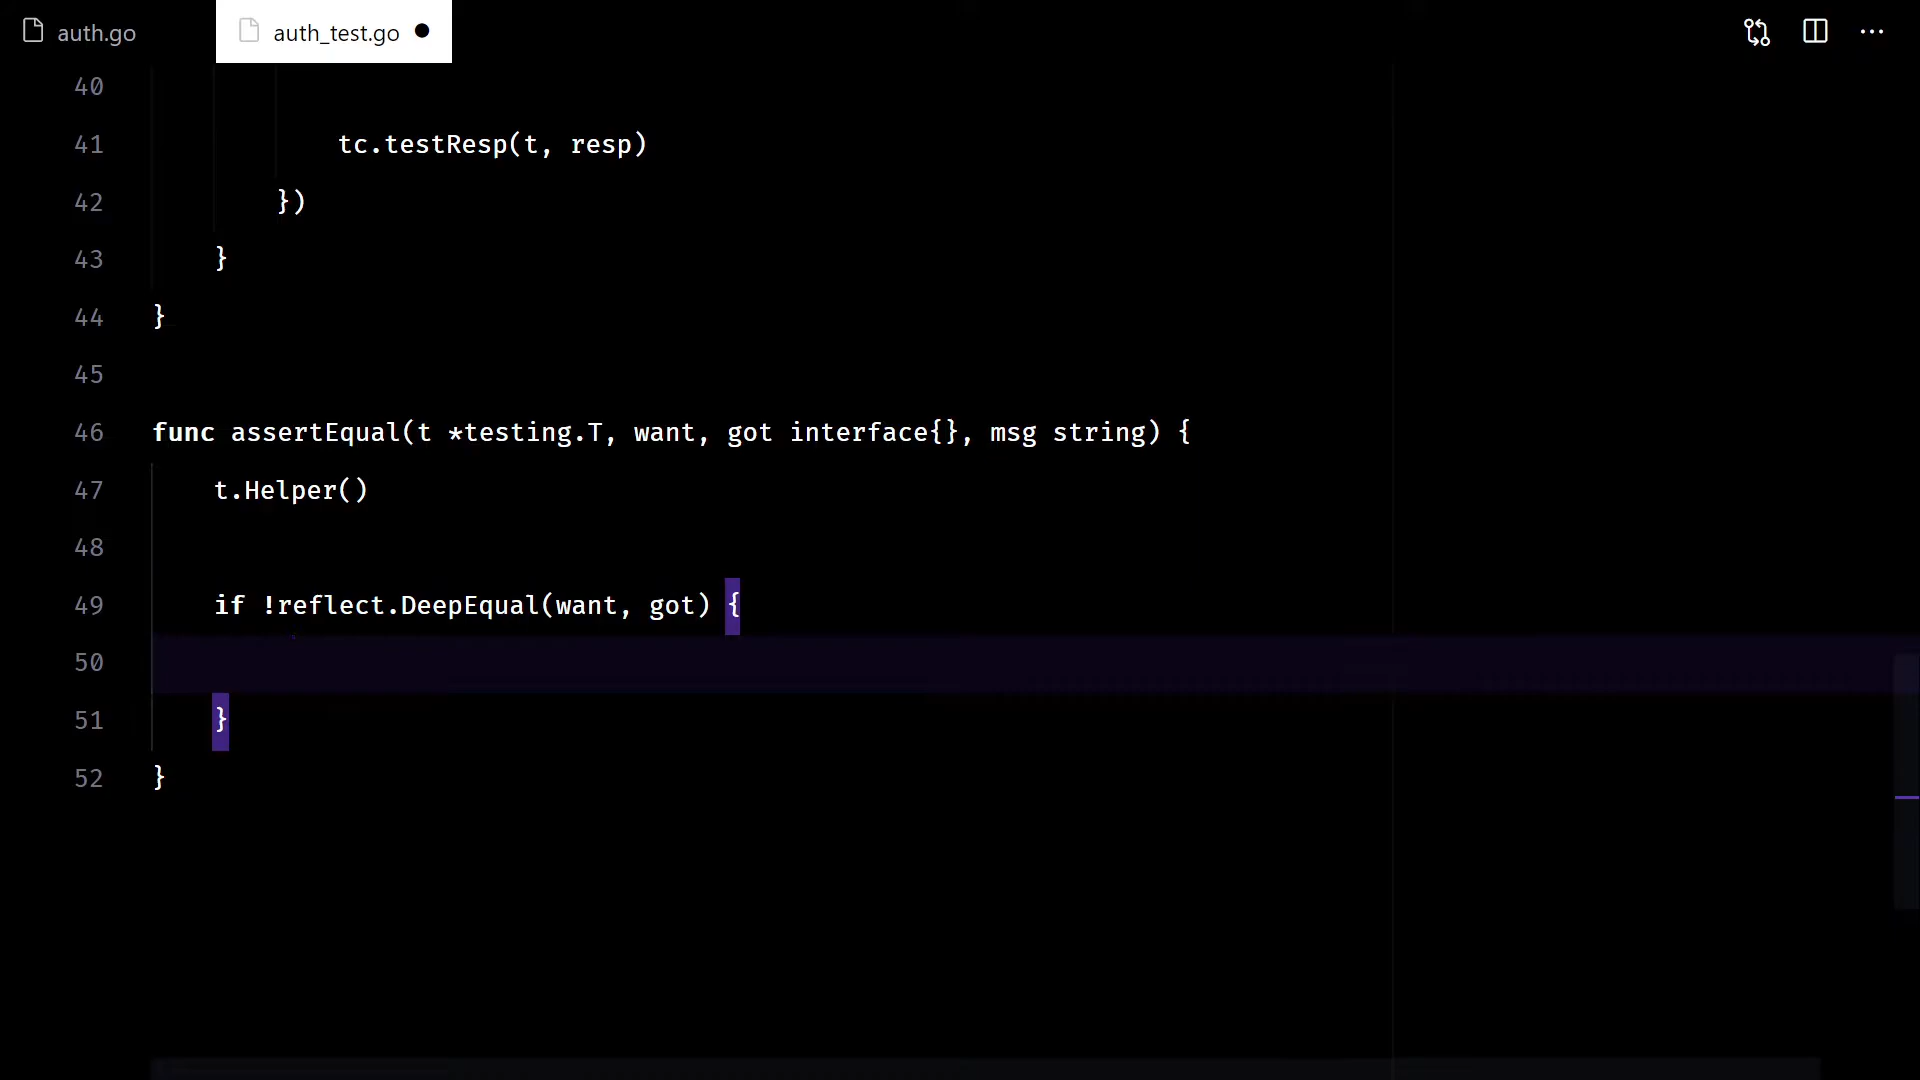 auth.go
auth_test.go
40
41 tc.testResp(t, resp)
42 })
43 }
44 }
45
46 func assertEqual(t *testing.T, want, got interface{}, msg string) {
47 t.Helper()
48
49 if !reflect.DeepEqual(want, got) {
50
51 }
52 }